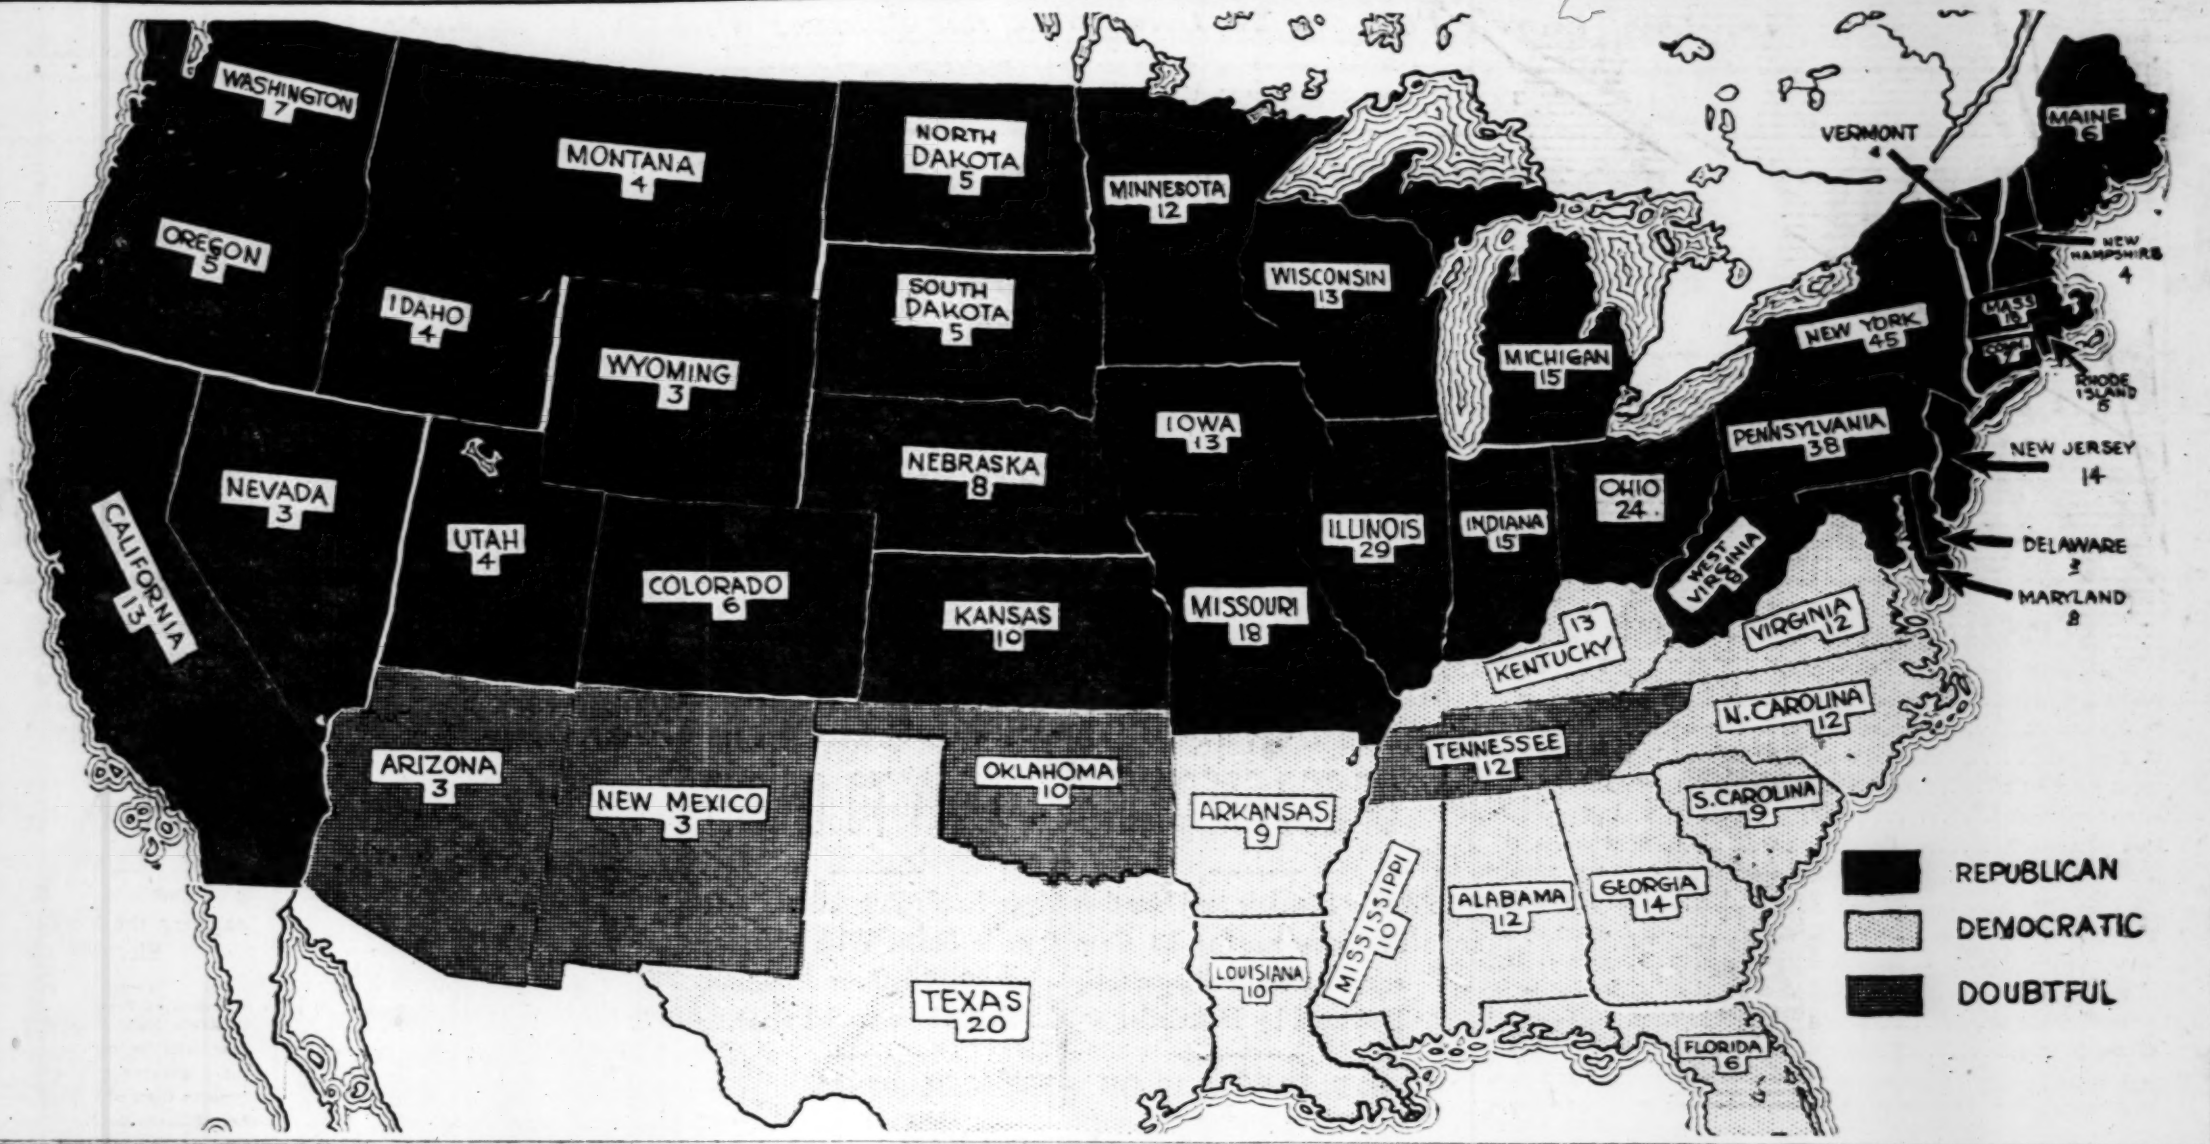 WASHINGTON
7
MONTANA
4
NORTH
DAKOTA
5
MINNESOTA
12
VERMONT
4
MAINE
6
OREGON
5
IDAHO
4
SOUTH
DAKOTA
5
WISCONSIN
13
NEW
HAMPSHIRE
4
WYOMING
3
MICHIGAN
15
NEW YORK
45
MASS
CONN.
7
RHODE
ISLAND
5
NEVADA
3
NEBRASKA
8
IOWA
13
PENNSYLVANIA
38
NEW JERSEY
14
CALIFORNIA
13
UTAH
4
COLORADO
6
KANSAS
10
MISSOURI
18
ILLINOIS
29
INDIANA
15
OHIO
24
WEST
VIRGINIA
8
DELAWARE
3
MARYLAND
8
13
KENTUCKY
VIRGINIA
12
ARIZONA
3
NEW MEXICO
3
OKLAHOMA
10
TENNESSEE
12
N. CAROLINA
12
ARKANSAS
9
S. CAROLINA
9
MISSISSIPPI
10
ALABAMA
12
GEORGIA
14
TEXAS
20
LOUISIANA
10
FLORIDA
6
REPUBLICAN
DEMOCRATIC
DOUBTFUL